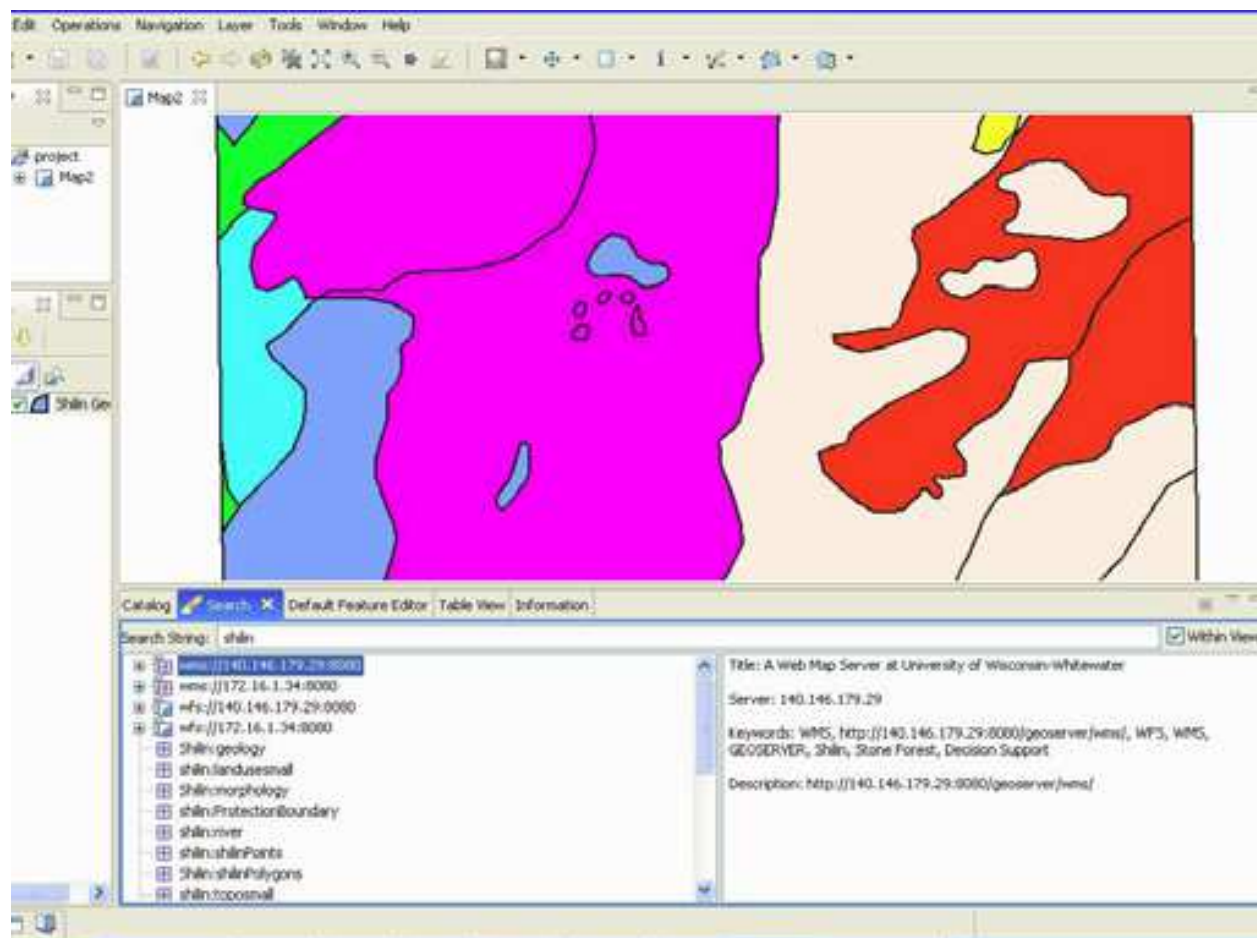 Edit Operations Navigation Layer Tools Window Help
Map2
project
Map2
Shilin Geo
Catalog Search Default Feature Editor Table View Information
Search String: shilin
Within View
wms://140.146.179.29:8080
wms://172.16.1.34:8080
wfs://140.146.179.29:8080
wfs://172.16.1.34:8080
Shilin:geology
shilin:landusesmall
Shilin:morphology
shilin:ProtectionBoundary
shilin:river
shilin:shilinPoints
Shilin:shilinPolygons
shilin:toposmall
Title: A Web Map Server at University of Wisconsin-Whitewater
Server: 140.146.179.29
Keywords: WMS, http://140.146.179.29:8080/geoserver/wms/, WFS, WMS,
GEOSERVER, Shilin, Stone Forest, Decision Support
Description: http://140.146.179.29:8080/geoserver/wms/